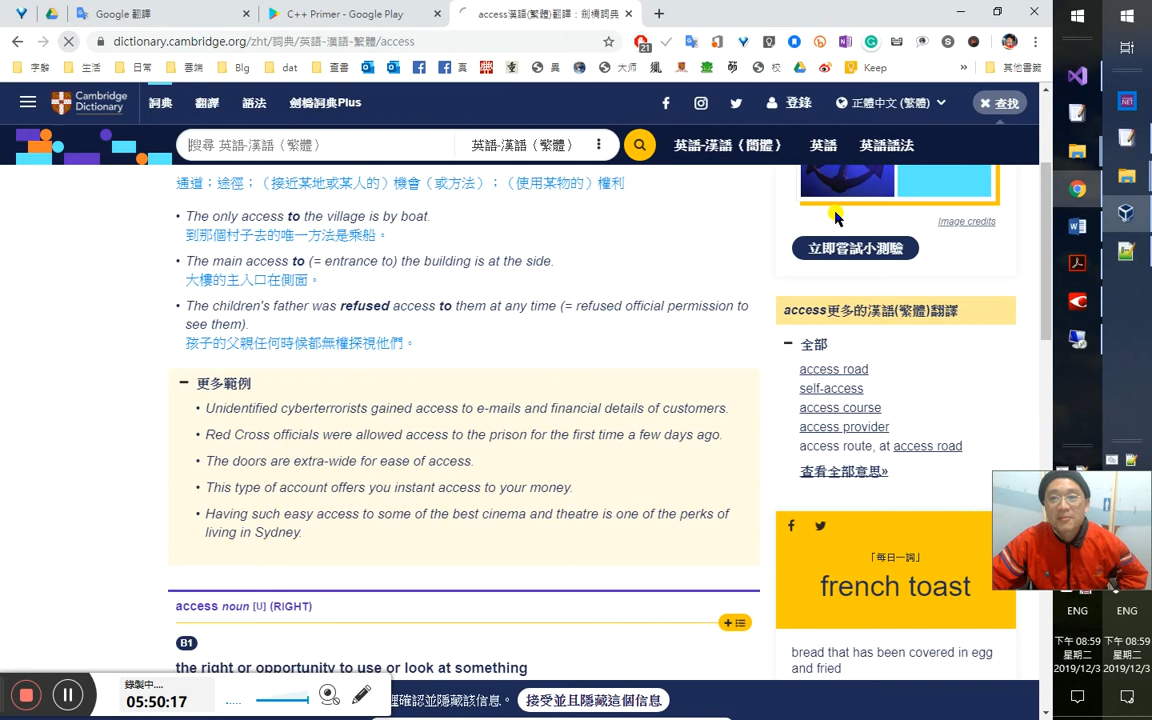 Google 翻譯
C++ Primer - Google Play
access漢語(繁體)翻譯：劍橋詞典
dictionary.cambridge.org/zht/詞典/英語-漢語-繁體/access
21
字辭
生活
日常
雲端
Blg
dat
查書
真
異
大师
校
Keep
»
其他書籤
Cambridge
Dictionary
詞典
翻譯
語法
劍橋詞典Plus
登錄
正體中文 (繁體)
查找
搜尋 英語-漢語（繁體）
英語-漢語（繁體）
英語-漢語（簡體）
英語
英語語法
通道；途徑；（接近某地或某人的）機會（或方法）；（使用某物的）權利
• The only access to the village is by boat.
到那個村子去的唯一方法是乘船。
• The main access to (= entrance to) the building is at the side.
大樓的主入口在側面。
• The children's father was refused access to them at any time (= refused official permission to
see them).
孩子的父親任何時候都無權探視他們。
更多範例
• Unidentified cyberterrorists gained access to e-mails and financial details of customers.
• Red Cross officials were allowed access to the prison for the first time a few days ago.
• The doors are extra-wide for ease of access.
• This type of account offers you instant access to your money.
• Having such easy access to some of the best cinema and theatre is one of the perks of
living in Sydney.
access noun [U] (RIGHT)
B1
the right or opportunity to use or look at something
Image credits
立即嘗試小測驗
access更多的漢語(繁體)翻譯
全部
access road
self-access
access course
access provider
access route, at access road
查看全部意思»
「每日一詞」
french toast
bread that has been covered in egg
and fried
確認並隱藏該信息。
接受並且隱藏這個信息
錄製中...
05:50:17
ENG
下午 08:59
星期二
2019/12/3
ENG
下午 08:59
星期二
2019/12/3